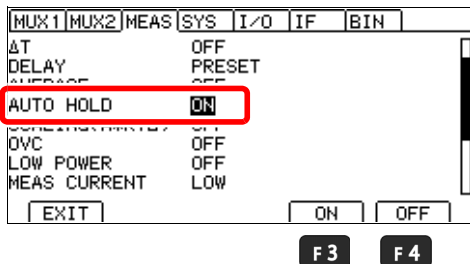 MUX1 MUX2 MEAS SYS I/O IF BIN
ΔT OFF
DELAY PRESET
AUTO HOLD ON
OVC OFF
LOW POWER OFF
MEAS CURRENT LOW
EXIT ON OFF
F3 F4